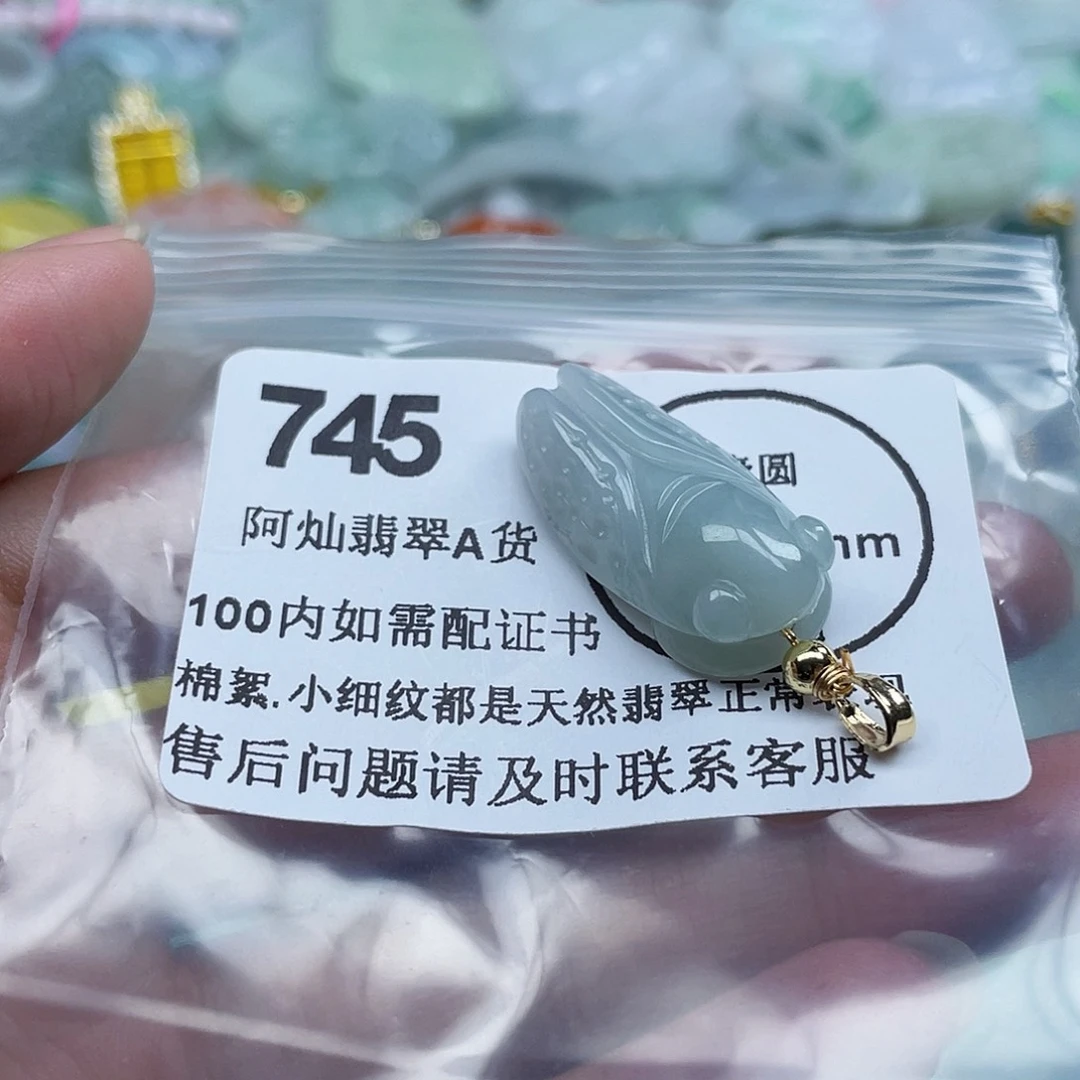 745
圆
阿灿翡翠A货
mm
100内如需配证书
棉絮.小细纹都是天然翡翠正常
售后问题请及时联系客服